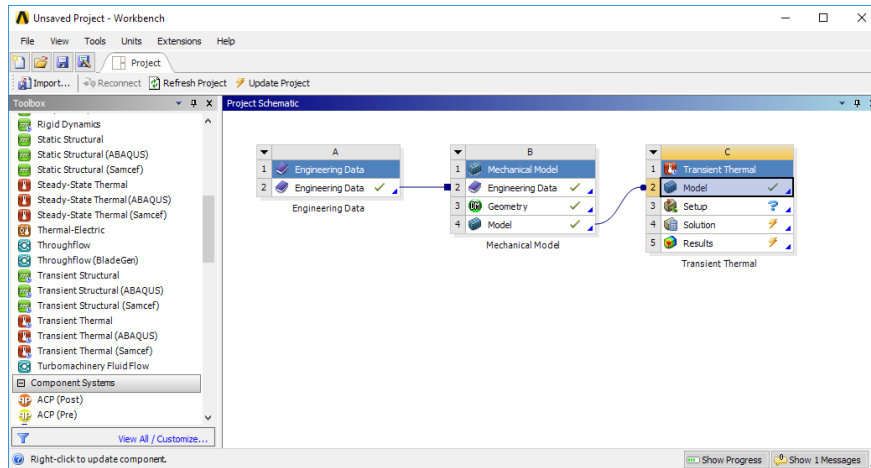 Unsaved Project - Workbench
File View Tools Units Extensions Help
Project
Import... Reconnect Refresh Project Update Project
Toolbox
Rigid Dynamics
Static Structural
Static Structural (ABAQUS)
Static Structural (Samcef)
Steady-State Thermal
Steady-State Thermal (ABAQUS)
Steady-State Thermal (Samcef)
Thermal-Electric
Throughflow
Throughflow (BladeGen)
Transient Structural
Transient Structural (ABAQUS)
Transient Structural (Samcef)
Transient Thermal
Transient Thermal (ABAQUS)
Transient Thermal (Samcef)
Turbomachinery Fluid Flow
Component Systems
ACP (Post)
ACP (Pre)
View All / Customize...
Project Schematic
A
1 Engineering Data
2 Engineering Data
Engineering Data
B
1 Mechanical Model
2 Engineering Data
3 Geometry
4 Model
Mechanical Model
C
1 Transient Thermal
2 Model
3 Setup
4 Solution
5 Results
Transient Thermal
Right-click to update component.
Show Progress Show 1 Messages